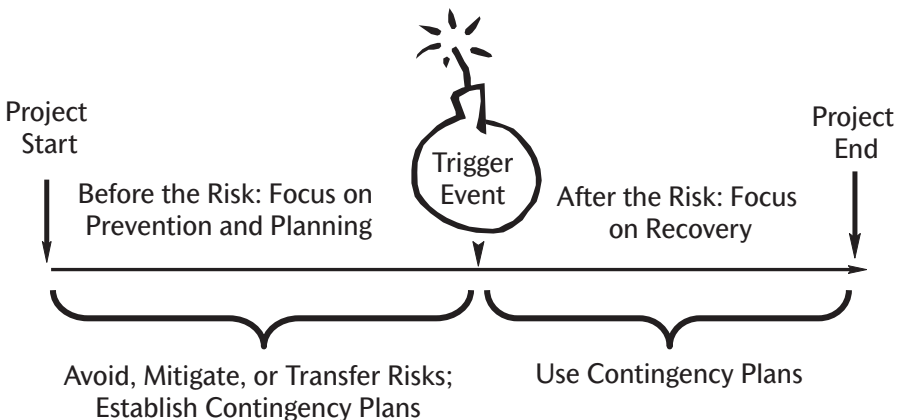 Project
Start
Before the Risk: Focus on
Prevention and Planning
Trigger
Event
After the Risk: Focus
on Recovery
Project
End
Avoid, Mitigate, or Transfer Risks;
Establish Contingency Plans
Use Contingency Plans